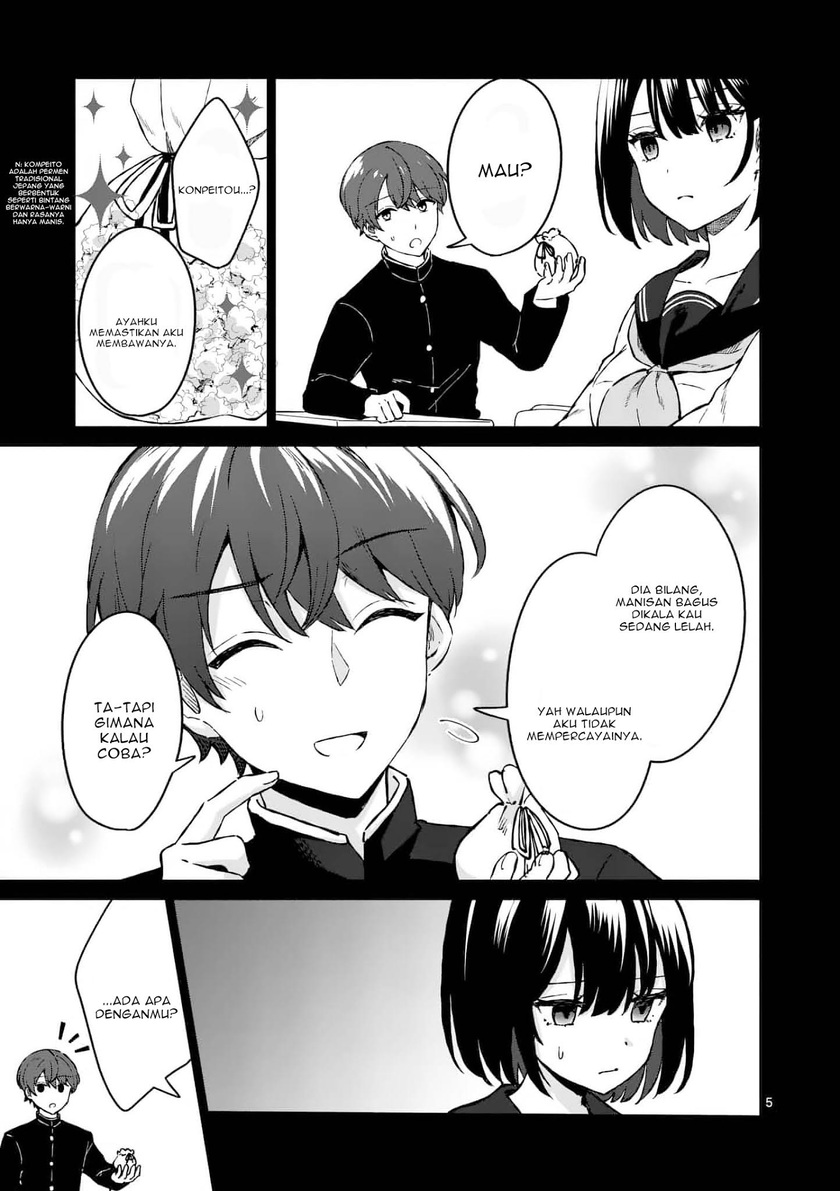 MAU?
KONPEITOU...?
AYAHKU
MEMASTIKAN AKU
MEMBAWANYA.
N: KOMPEITO
ADALAH PERMEN
TRADISIONAL
JEPANG YANG
BERBENTUK
SEPERTI BINTANG
BERWARNA-WARNI
DAN RASANYA
HANYA MANIS.
DIA BILANG,
MANISAN BAGUS
DIKALA KAU
SEDANG LELAH.
YAH WALAUPUN
AKU TIDAK
MEMPERCAYAINYA.
TA-TAPI
GIMANA
KALAU
COBA?
...ADA APA
DENGANMU?
5